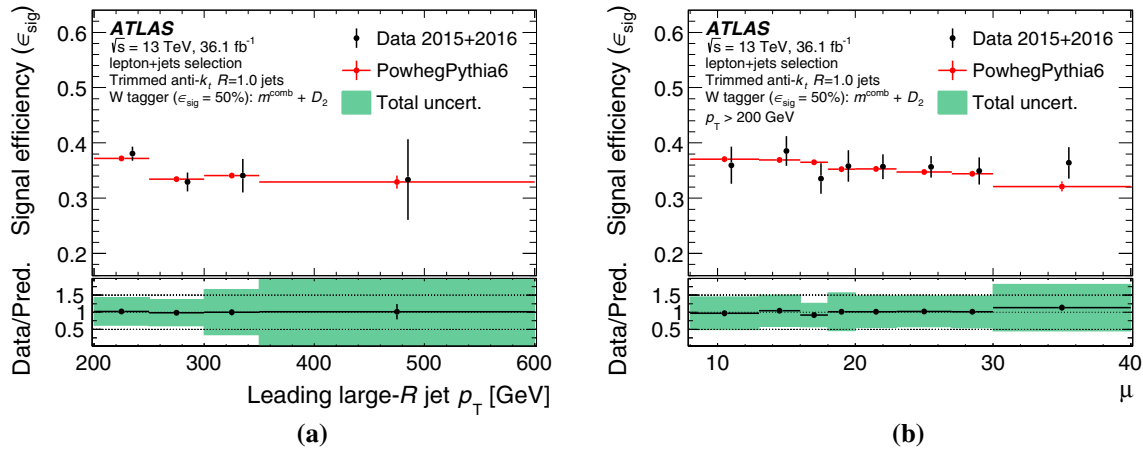 Signal efficiency (ϵsig)
0.6
0.5
0.4
0.3
0.2
ATLAS
√s = 13 TeV, 36.1 fb⁻¹
lepton+jets selection
Trimmed anti-kt R=1.0 jets
W tagger (ϵsig = 50%): mcomb + D2
Data 2015+2016
PowhegPythia6
Total uncert.
Data/Pred.
1.5
1
0.5
200 300 400 500 600
Leading large-R jet pT [GeV]
(a)
Signal efficiency (ϵsig)
0.6
0.5
0.4
0.3
0.2
ATLAS
√s = 13 TeV, 36.1 fb⁻¹
lepton+jets selection
Trimmed anti-kt R=1.0 jets
W tagger (ϵsig = 50%): mcomb + D2
pT > 200 GeV
Data 2015+2016
PowhegPythia6
Total uncert.
Data/Pred.
1.5
1
0.5
10 20 30 40
μ
(b)